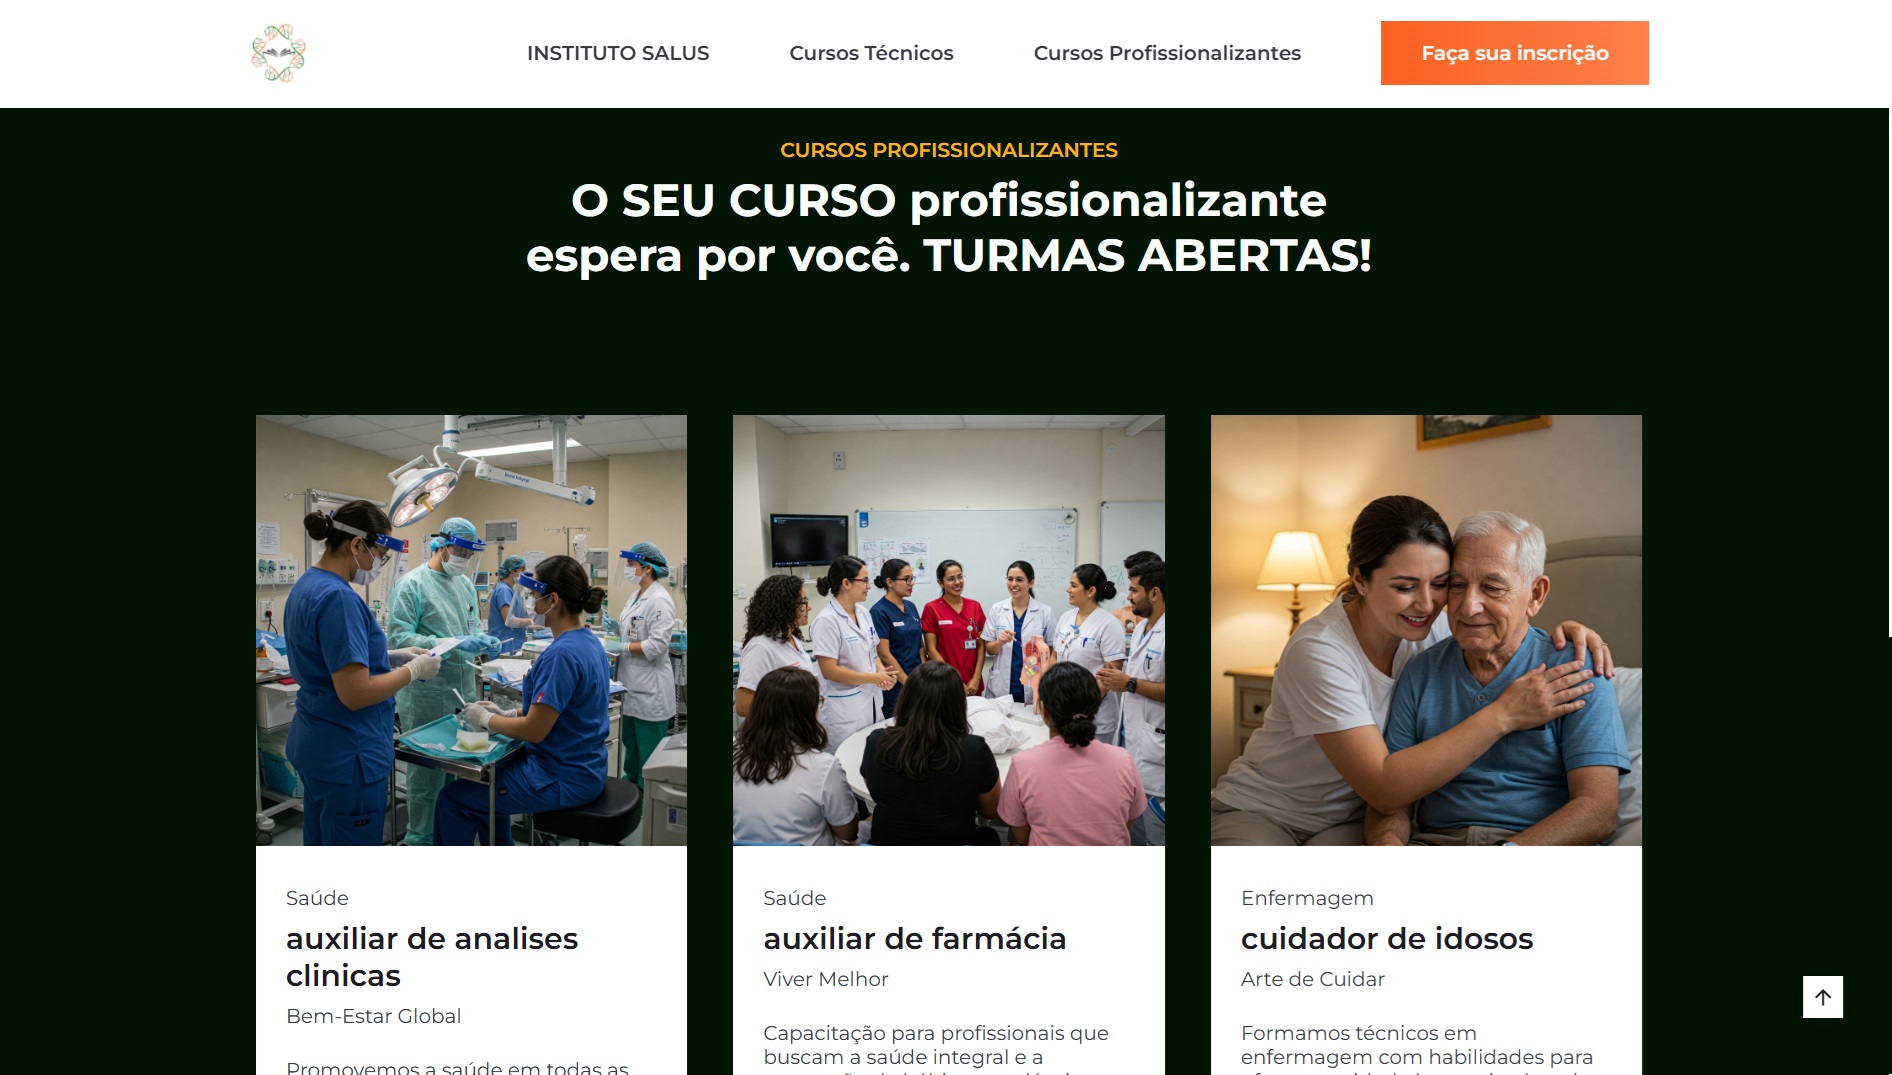 INSTITUTO SALUS
Cursos Técnicos
Cursos Profissionalizantes
Faça sua inscrição
CURSOS PROFISSIONALIZANTES
O SEU CURSO profissionalizante
espera por você. TURMAS ABERTAS!
Saúde
auxiliar de analises
clinicas
Bem-Estar Global
Promovemos a saúde em todas as
Saúde
auxiliar de farmácia
Viver Melhor
Capacitação para profissionais que
buscam a saúde integral e a
Enfermagem
cuidador de idosos
Arte de Cuidar
Formamos técnicos em
enfermagem com habilidades para